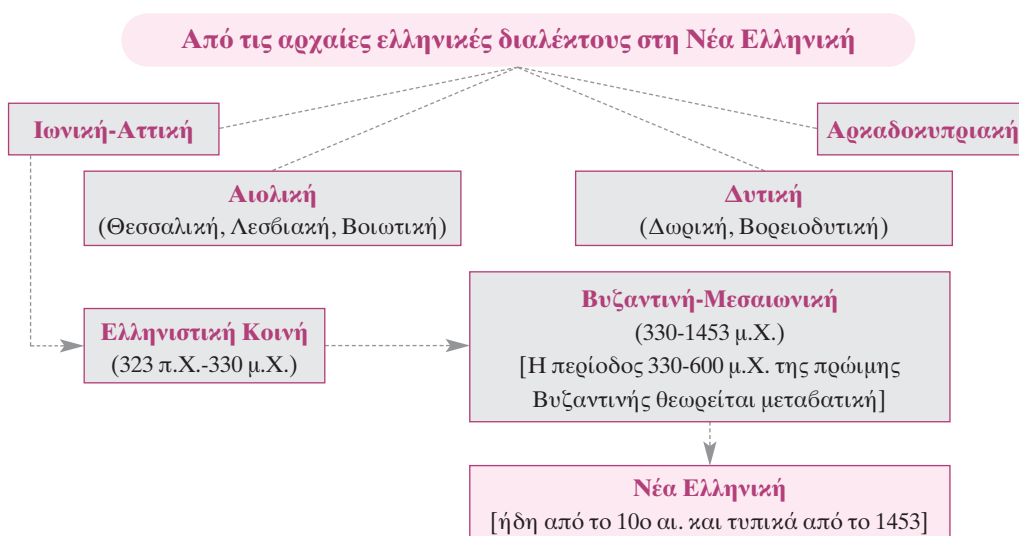 Από τις αρχαίες ελληνικές διαλέκτους στη Νέα Ελληνική
Ιωνική-Αττική
Αρκαδοκυπριακή
Αιολική
(Θεσσαλική, Λεσβιακή, Βοιωτική)
Δυτική
(Δωρική, Βορειοδυτική)
Ελληνιστική Κοινή
(323 π.Χ.-330 μ.Χ.)
Βυζαντινή-Μεσαιωνική
(330-1453 μ.Χ.)
[Η περίοδος 330-600 μ.Χ. της πρώιμης
Βυζαντινής θεωρείται μεταβατική]
Νέα Ελληνική
[ήδη από το 10ο αι. και τυπικά από το 1453]